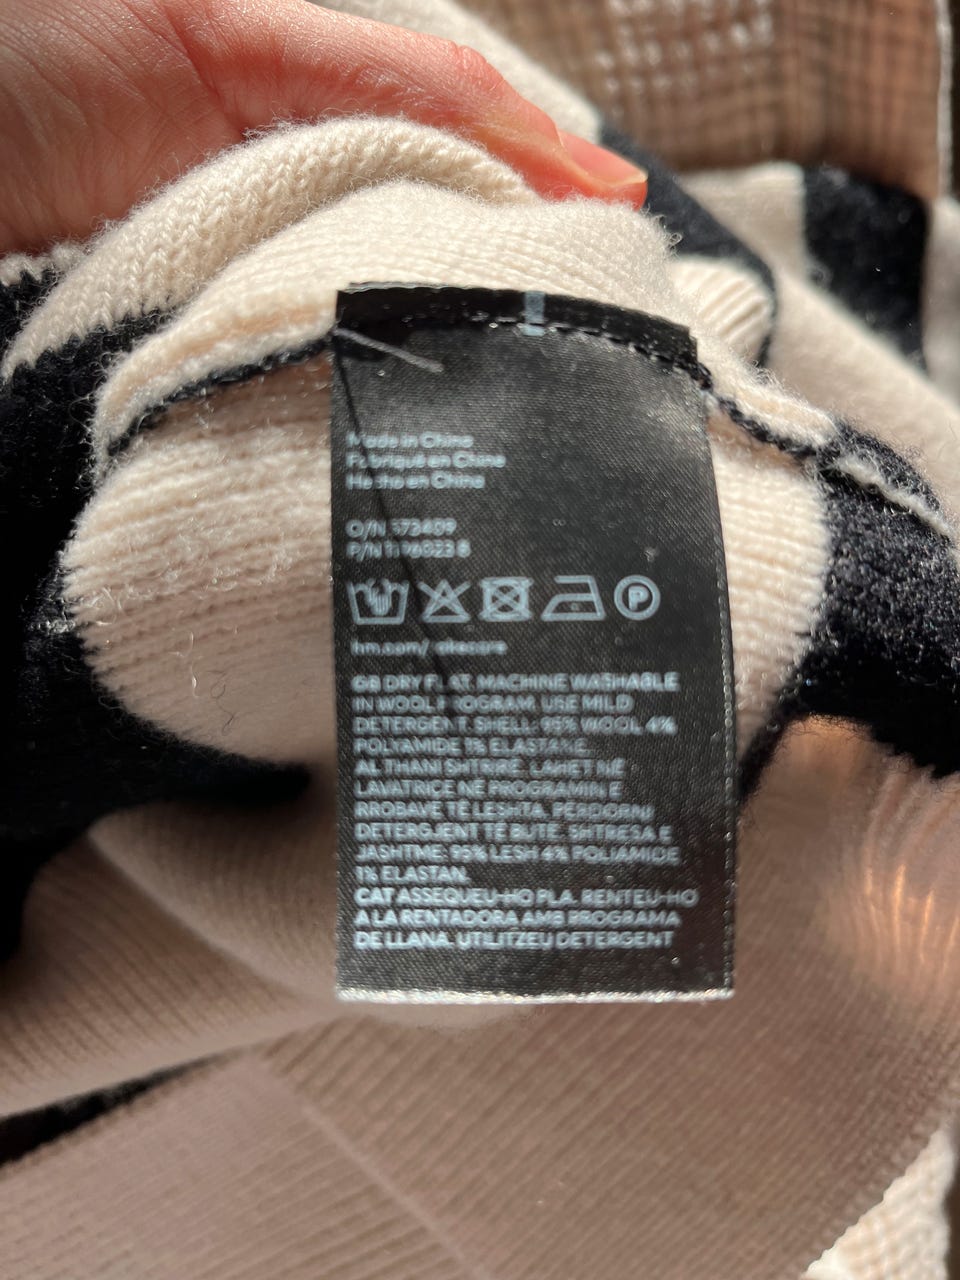 Made in China
Fabriqué en Chine
Hecho en China
O/N 573409
P/N
hm.com/
GB DRY FLAT. MACHINE WASHABLE
IN WOOL PROGRAM. USE MILD
DETERGENT. SHELL: 95% WOOL 4%
POLYAMIDE 1% ELASTANE.
AL THANI SHTRIRË. LAHET NË
LAVATRICE NË PROGRAMIN E
RROBAVE TË LESHTA. PËRDORNI
DETERGJENT TË BUTË. SHTRESA E
JASHTME: 95% LESH 4% POLIAMIDE
1% ELASTAN.
CAT ASSEQUEU-HO PLA. RENTEU-HO
A LA RENTADORA AMB PROGRAMA
DE LLANA. UTILITZEU DETERGENT
P